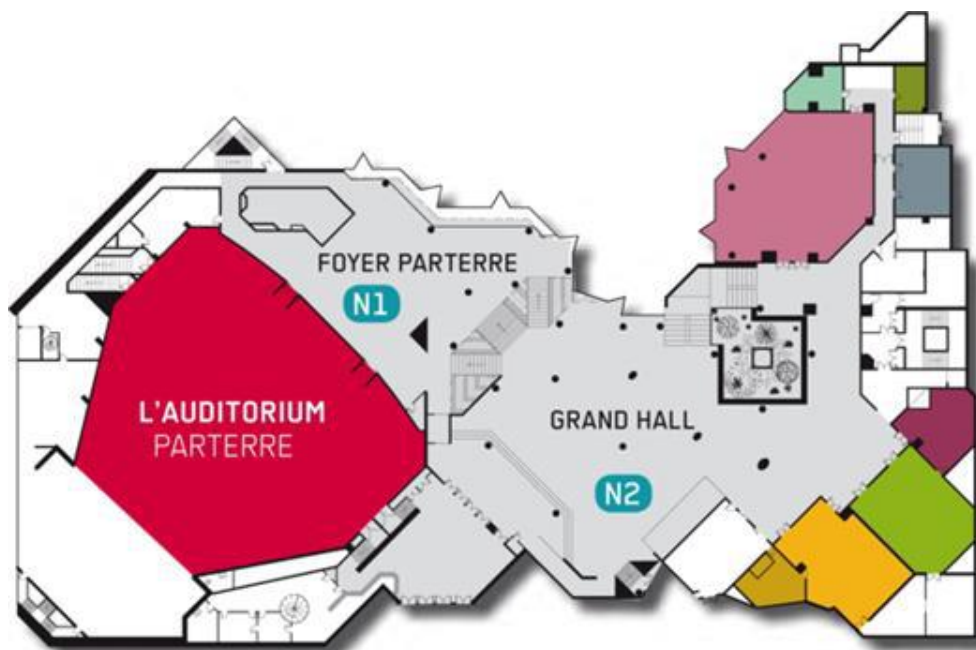 FOYER PARTERRE
N1
L'AUDITORIUM
PARTERRE
GRAND HALL
N2